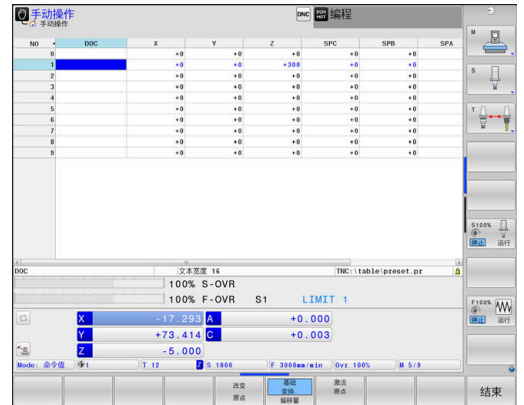 手动操作
手动操作
DNC
编程
NO DOC X Y Z SPC SPB SPA
0 +0 +0 +0 +0 +0
1 +0 +0 +300 +0 +0
2 +0 +0 +0 +0 +0
3 +0 +0 +0 +0 +0
4 +0 +0 +0 +0 +0
5 +0 +0 +0 +0 +0
6 +0 +0 +0 +0 +0
7 +0 +0 +0 +0 +0
8 +0 +0 +0 +0 +0
9 +0 +0 +0 +0 +0
DOC 文本宽度 16 TNC:\table\preset.pr
100% S-OVR
100% F-OVR S1 LIMIT 1
X -17.293 A +0.000
Y +73.414 C +0.003
Z -5.000
Mode: 命令值 1 T 12 Z S 1800 F 3000mm/min Ovr 100% M 5/9
改变
原点
基础
变换
偏移量
激活
原点
结束
M
S
T
S100%
停止 运行
F100%
停止 运行